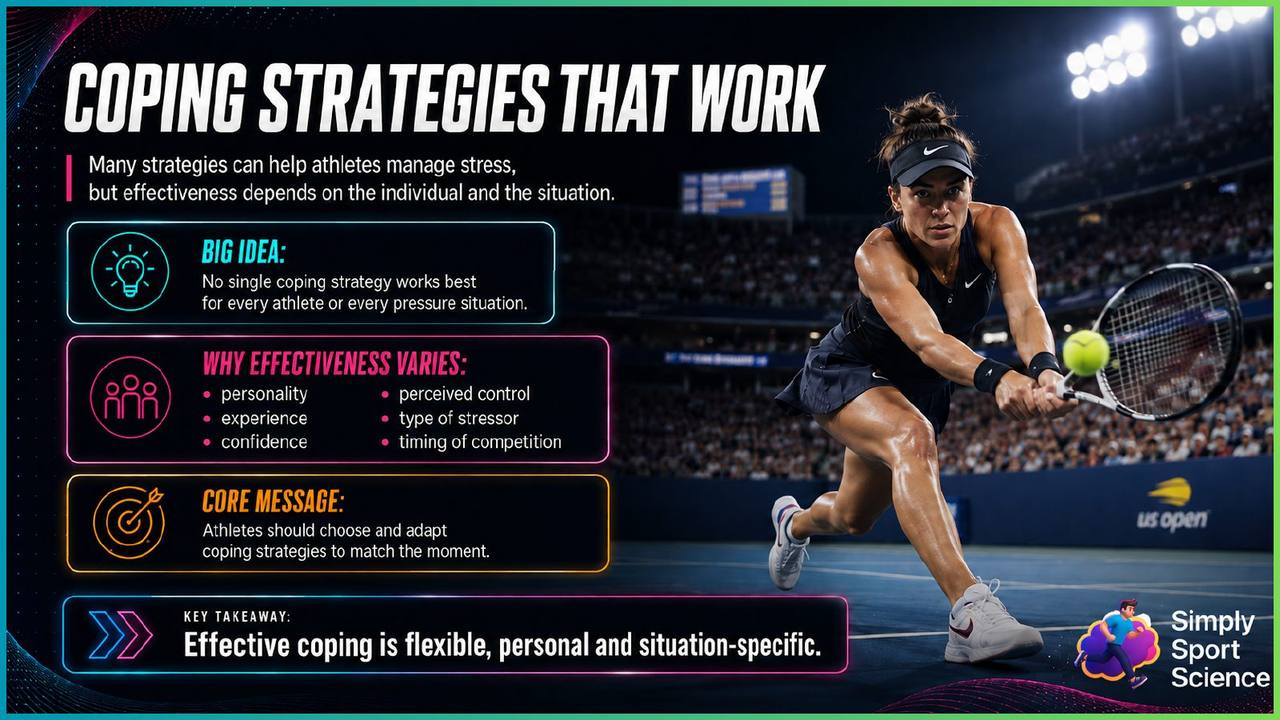 COPING STRATEGIES THAT WORK
Many strategies can help athletes manage stress,
but effectiveness depends on the individual and the situation.
BIG IDEA:
No single coping strategy works best
for every athlete or every pressure situation.
WHY EFFECTIVENESS VARIES:
• personality
• experience
• confidence
• perceived control
• type of stressor
• timing of competition
CORE MESSAGE:
Athletes should choose and adapt
coping strategies to match the moment.
KEY TAKEAWAY:
Effective coping is flexible, personal and situation-specific.
us open
Simply
Sport
Science